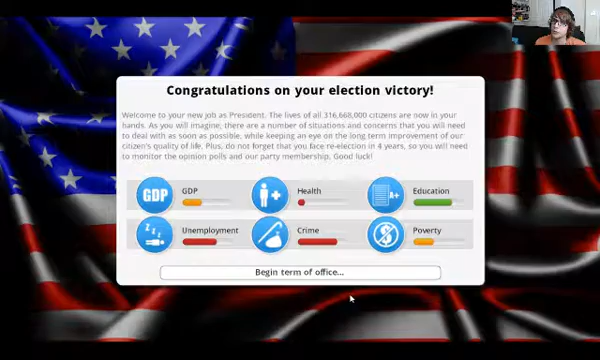 Congratulations on your election victory!
Welcome to your new job as President. The lives of all 316,668,000 citizens are now in your
hands. As you will imagine, there are a number of situations and concerns that you will need
to deal with as soon as possible, while keeping an eye on the long term improvement of our
citizen's quality of life. Plus, do not forget that you face re-election in 4 years, so you will need
to monitor the opinion polls and our party membership. Good luck!
GDP GDP Health A+ Education
Z Z Z Unemployment Crime $ Poverty
Begin term of office...